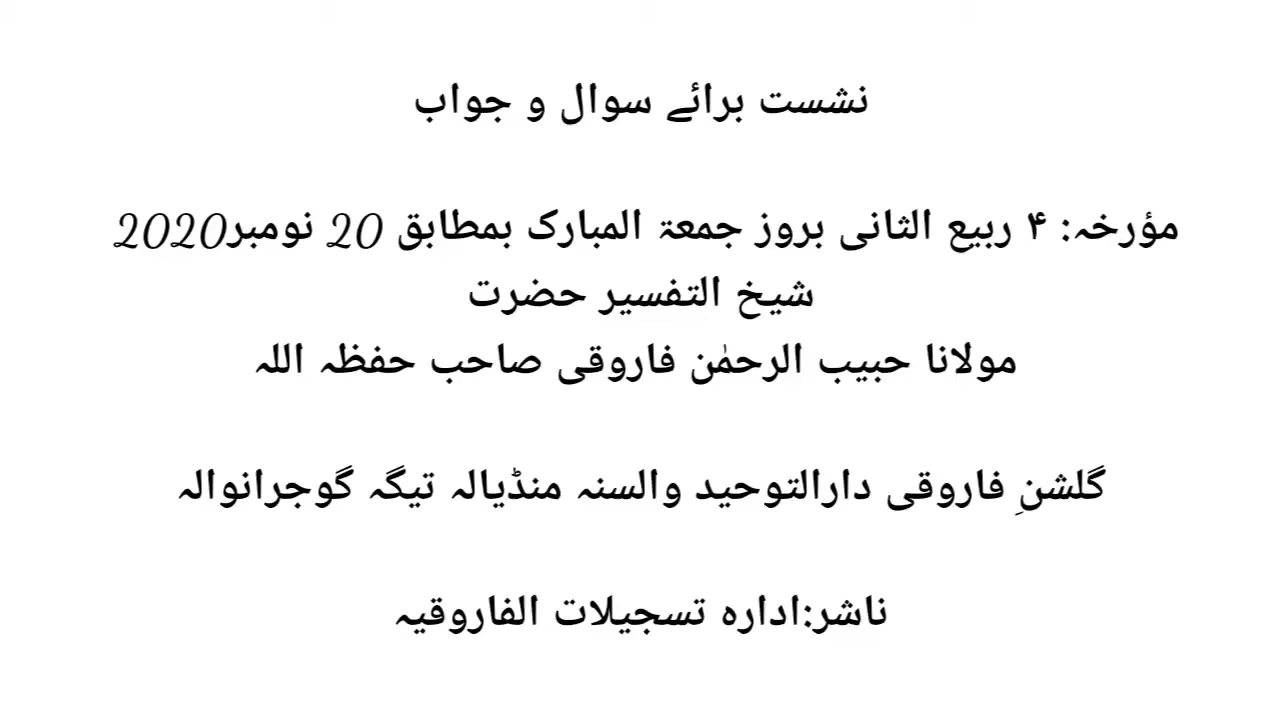 نشست برائے سوال و جواب
مؤرخہ: ۴ ربیع الثانی بروز جمعۃ المبارک بمطابق 20 نومبر2020
شیخ التفسیر حضرت
مولانا حبیب الرحمٰن فاروقی صاحب حفظہ اللہ
گلشنِ فاروقی دارالتوحید والسنہ منڈیالہ تیگہ گوجرانوالہ
ناشر:ادارہ تسجیلات الفاروقیہ